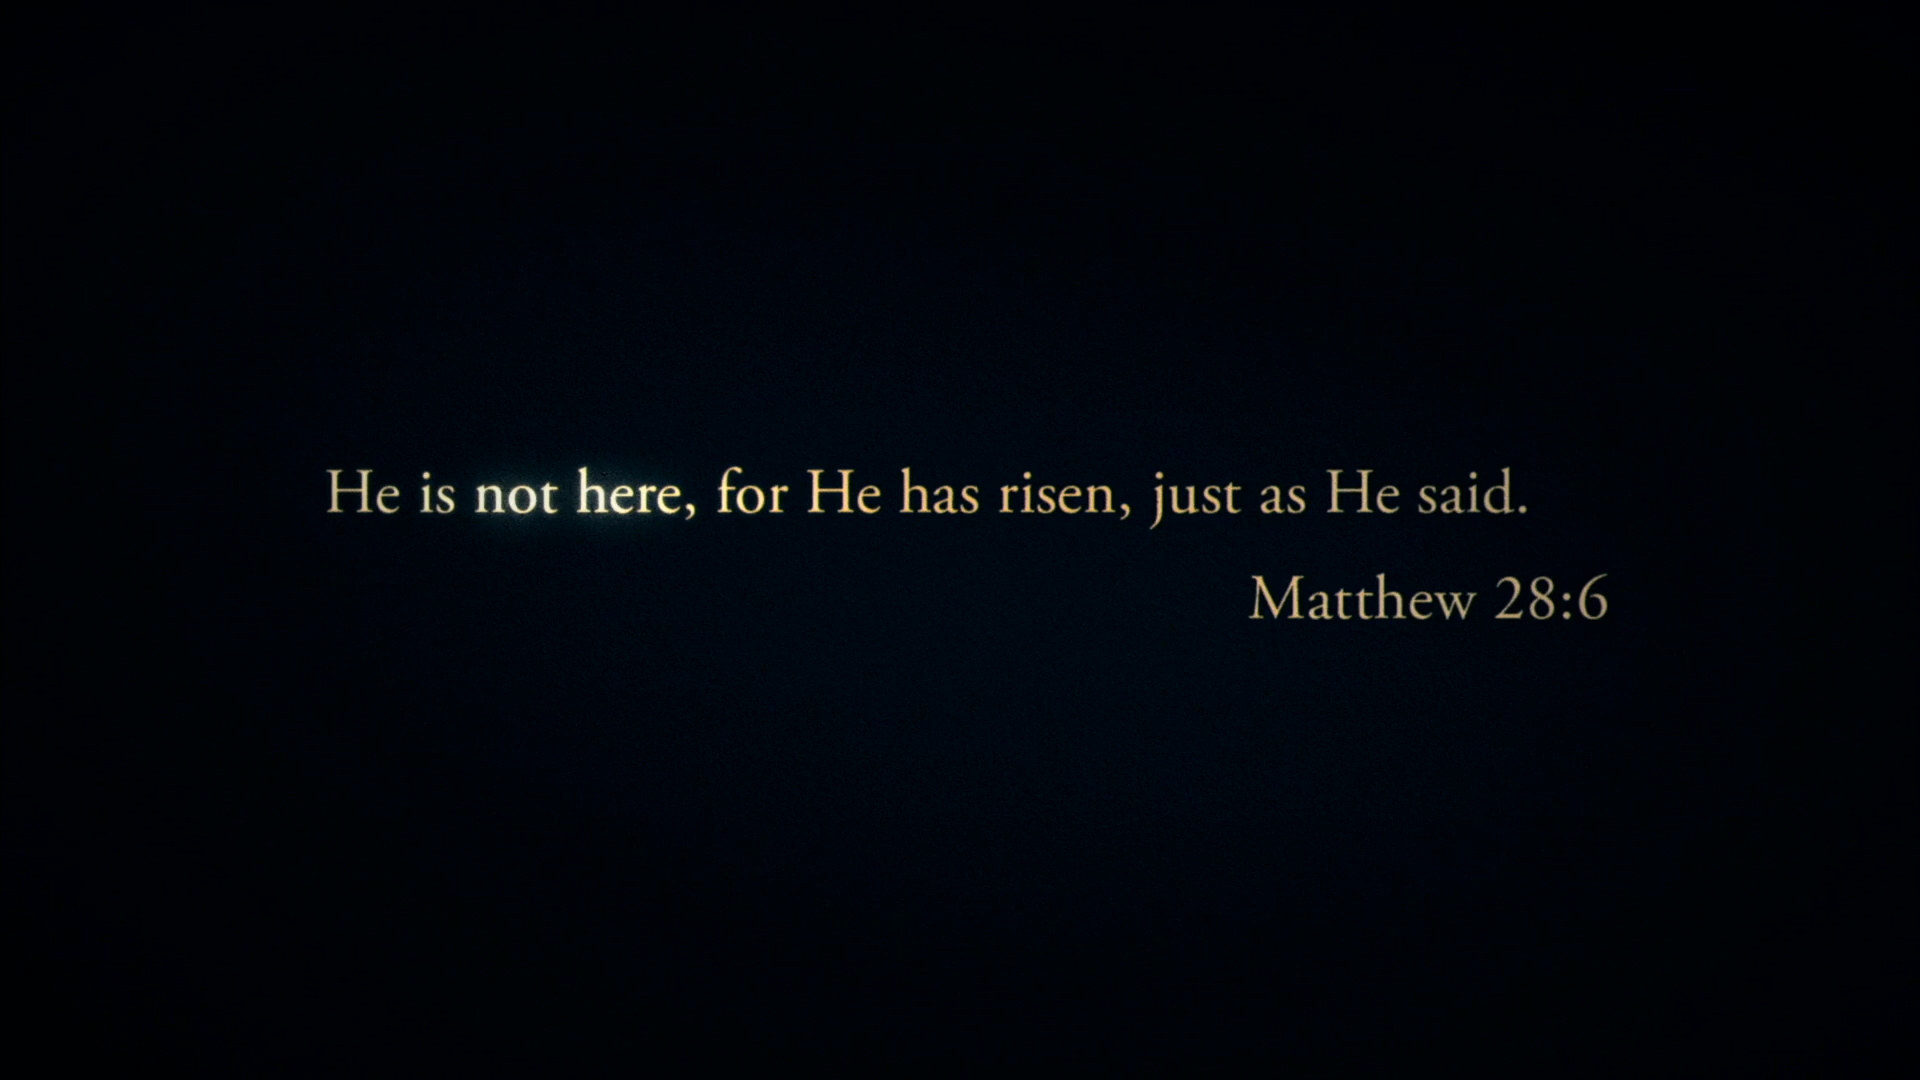 He is not here, for He has risen, just as He said.
Matthew 28:6